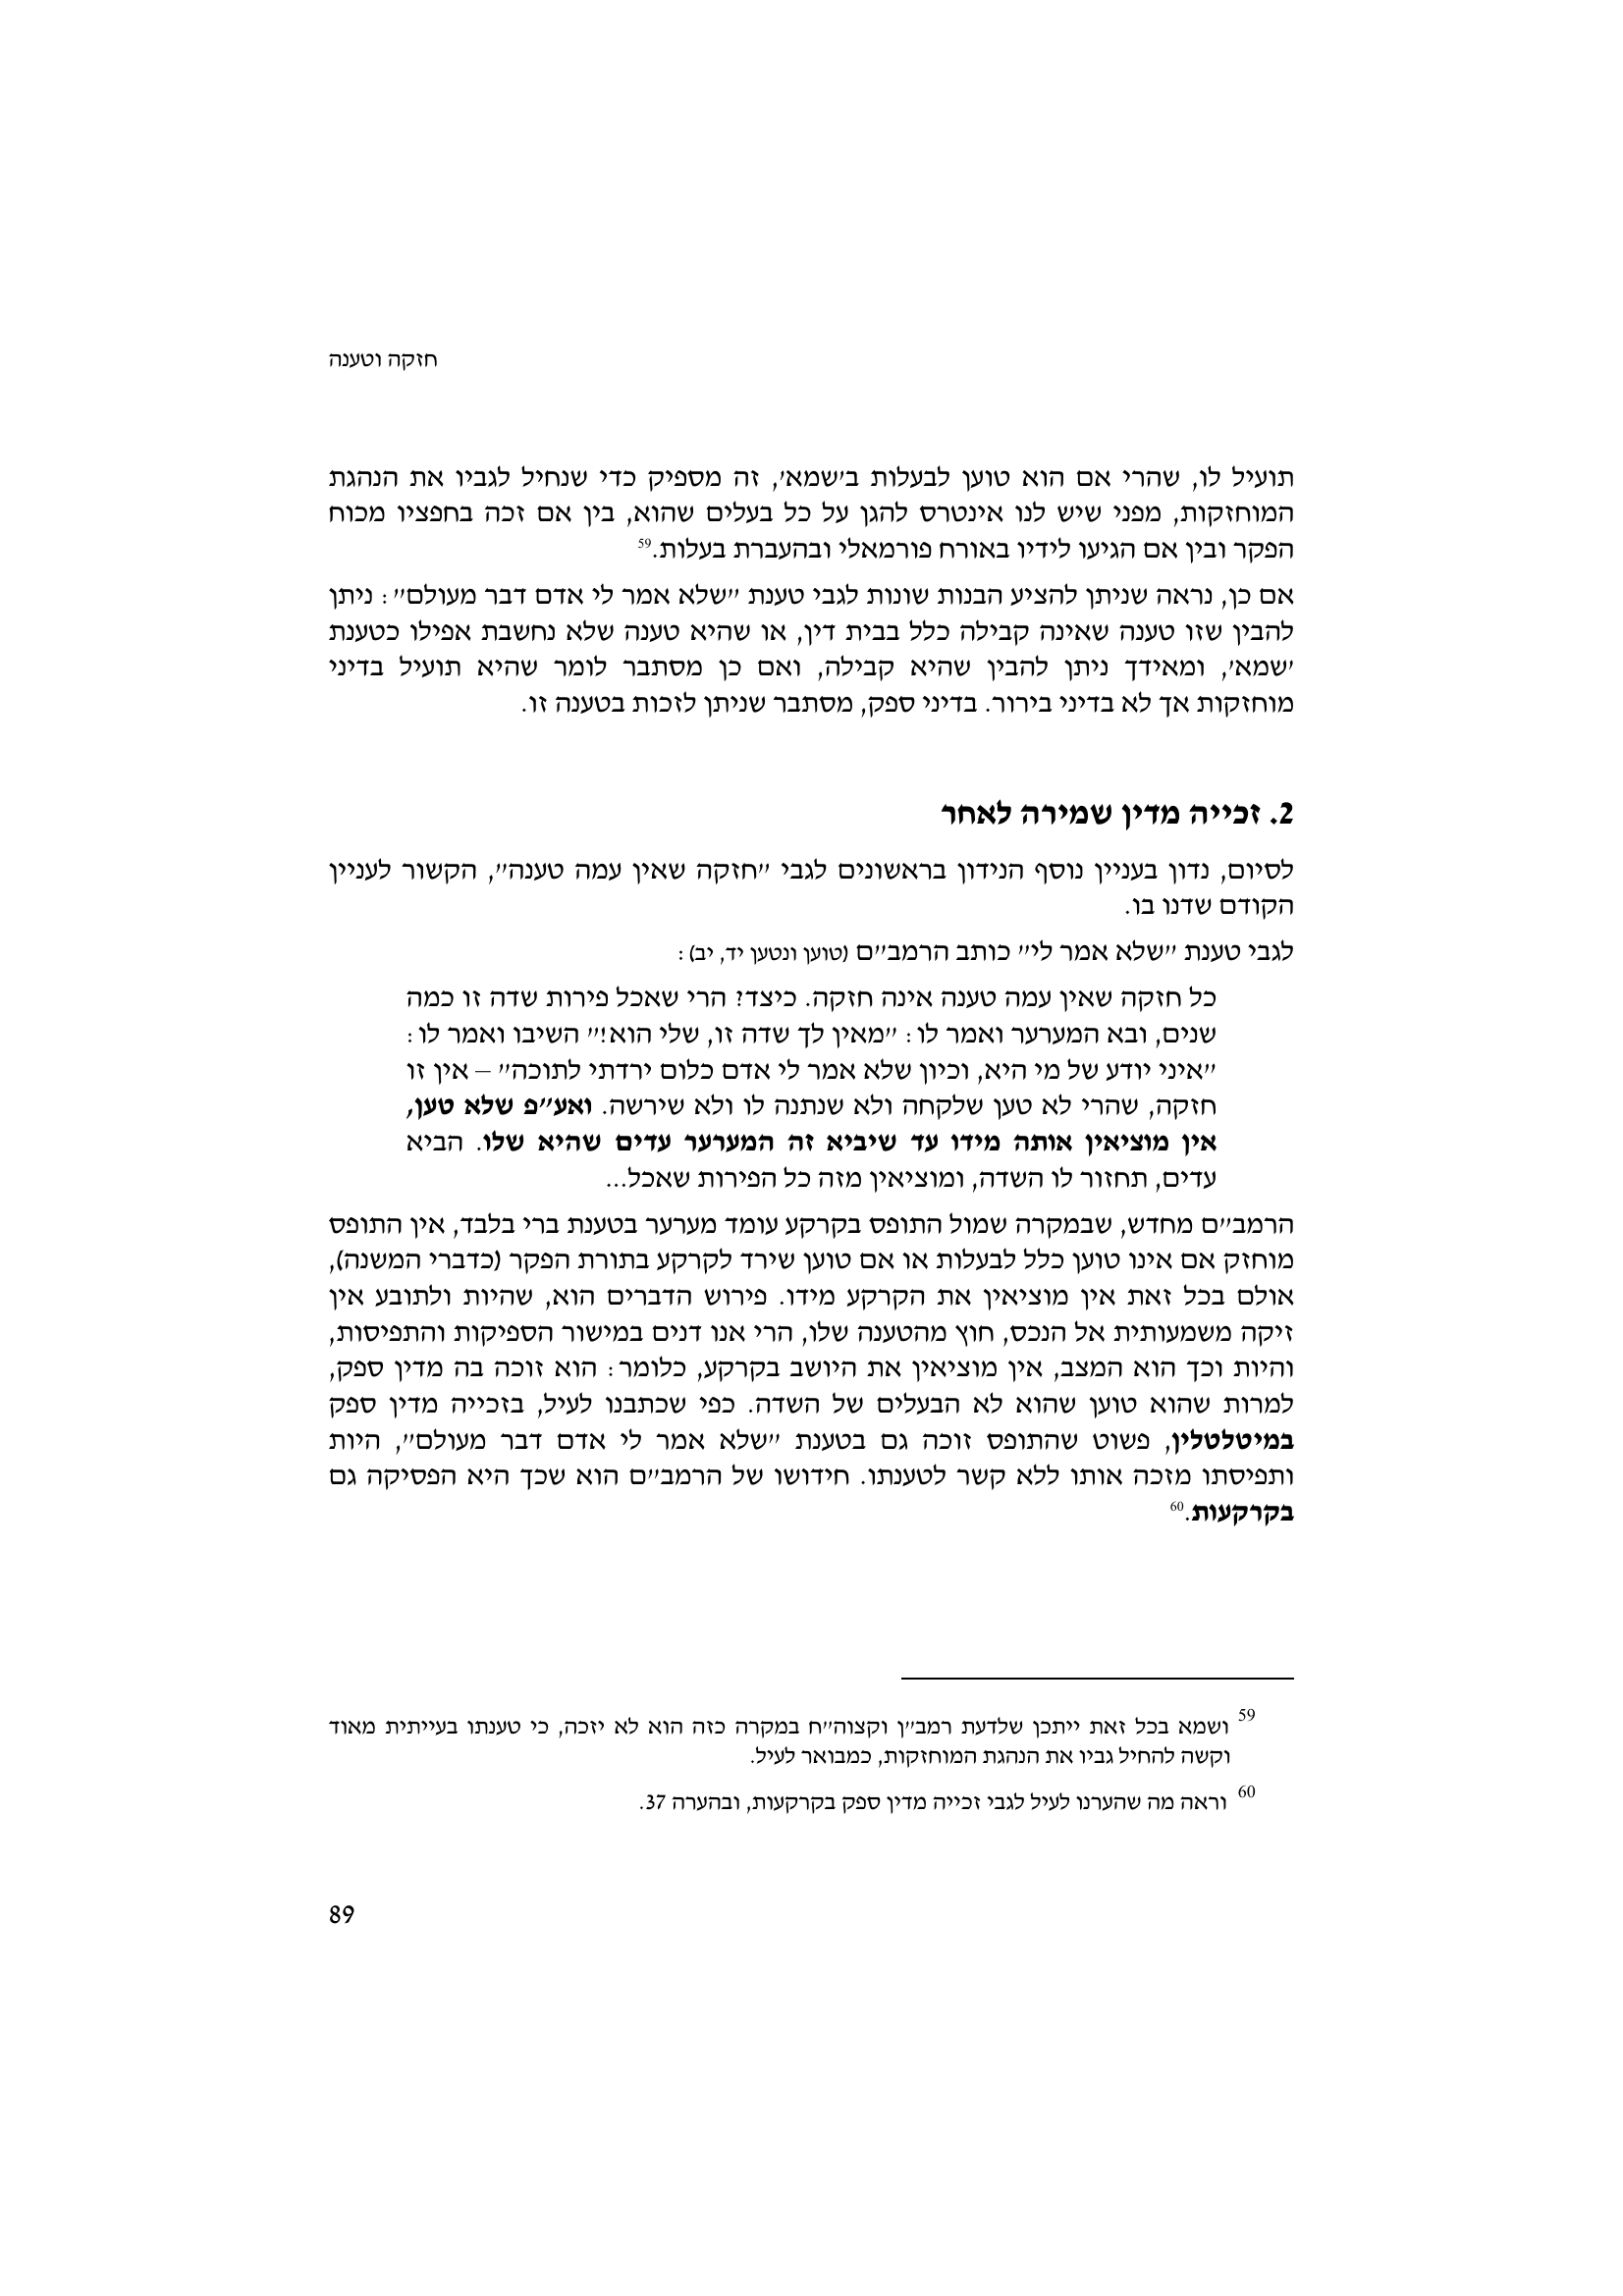 חזקה וטענה
תועיל לו, שהרי אם הוא טוען לבעלות ב'שמא', זה מספיק כדי שנחיל לגביו את הנהגת
המוחזקות, מפני שיש לנו אינטרס להגן על כל בעלים שהוא, בין אם זכה בחפציו מכוח
הפקר ובין אם הגיעו לידיו באורח פורמאלי ובהעברת בעלות.59
אם כן, נראה שניתן להציע הבנות שונות לגבי טענת "שלא אמר לי אדם דבר מעולם": ניתן
להבין שזו טענה שאינה קבילה כלל בבית דין, או שהיא טענה שלא נחשבת אפילו כטענת
'שמא', ומאידך ניתן להבין שהיא קבילה, ואם כן מסתבר לומר שהיא תועיל בדיני
מוחזקות אך לא בדיני בירור. בדיני ספק, מסתבר שניתן לזכות בטענה זו.
2. זכייה מדין שמירה לאחר
לסיום, נדון בעניין נוסף הנידון בראשונים לגבי "חזקה שאין עמה טענה", הקשור לעניין
הקודם שדנו בו.
לגבי טענת "שלא אמר לי" כותב הרמב"ם (טוען ונטען יד, יב):
כל חזקה שאין עמה טענה אינה חזקה. כיצד? הרי שאכל פירות שדה זו כמה
שנים, ובא המערער ואמר לו: "מאין לך שדה זו, שלי הוא!" השיבו ואמר לו:
"איני יודע של מי היא, וכיון שלא אמר לי אדם כלום ירדתי לתוכה" – אין זו
חזקה, שהרי לא טען שלקחה ולא שנתנה לו ולא שירשה. ואע"פ שלא טען,
אין מוציאין אותה מידו עד שיביא זה המערער עדים שהיא שלו. הביא
עדים, תחזור לו השדה, ומוציאין מזה כל הפירות שאכל...
הרמב"ם מחדש, שבמקרה שמול התופס בקרקע עומד מערער בטענת ברי בלבד, אין התופס
מוחזק אם אינו טוען כלל לבעלות או אם טוען שירד לקרקע בתורת הפקר (כדברי המשנה),
אולם בכל זאת אין מוציאין את הקרקע מידו. פירוש הדברים הוא, שהיות ולתובע אין
זיקה משמעותית אל הנכס, חוץ מהטענה שלו, הרי אנו דנים במישור הספיקות והתפיסות,
והיות וכך הוא המצב, אין מוציאין את היושב בקרקע, כלומר: הוא זוכה בה מדין ספק,
למרות שהוא טוען שהוא לא הבעלים של השדה. כפי שכתבנו לעיל, בזכייה מדין ספק
במיטלטלין, פשוט שהתופס זוכה גם בטענת "שלא אמר לי אדם דבר מעולם", היות
ותפיסתו מזכה אותו ללא קשר לטענתו. חידושו של הרמב"ם הוא שכך היא הפסיקה גם
בקרקעות.60
59 ושמא בכל זאת ייתכן שלדעת רמב"ן וקצוה"ח במקרה כזה הוא לא יזכה, כי טענתו בעייתית מאוד
וקשה להחיל גביו את הנהגת המוחזקות, כמבואר לעיל.
60 וראה מה שהערנו לעיל לגבי זכייה מדין ספק בקרקעות, ובהערה 37.
89